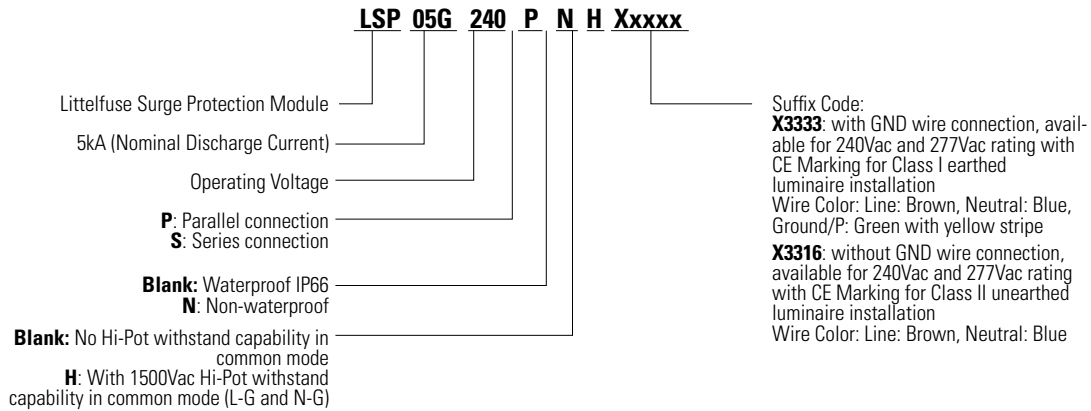 LSP 05G 240 P N H Xxxxx
Littelfuse Surge Protection Module
5kA (Nominal Discharge Current)
Operating Voltage
P: Parallel connection
S: Series connection
Blank: Waterproof IP66
N: Non-waterproof
Blank: No Hi-Pot withstand capability in
common mode
H: With 1500Vac Hi-Pot withstand
capability in common mode (L-G and N-G)
Suffix Code:
X3333: with GND wire connection, avail-
able for 240Vac and 277Vac rating with
CE Marking for Class I earthed
luminaire installation
Wire Color: Line: Brown, Neutral: Blue,
Ground/P: Green with yellow stripe
X3316: without GND wire connection,
available for 240Vac and 277Vac rating
with CE Marking for Class II unearthed
luminaire installation
Wire Color: Line: Brown, Neutral: Blue